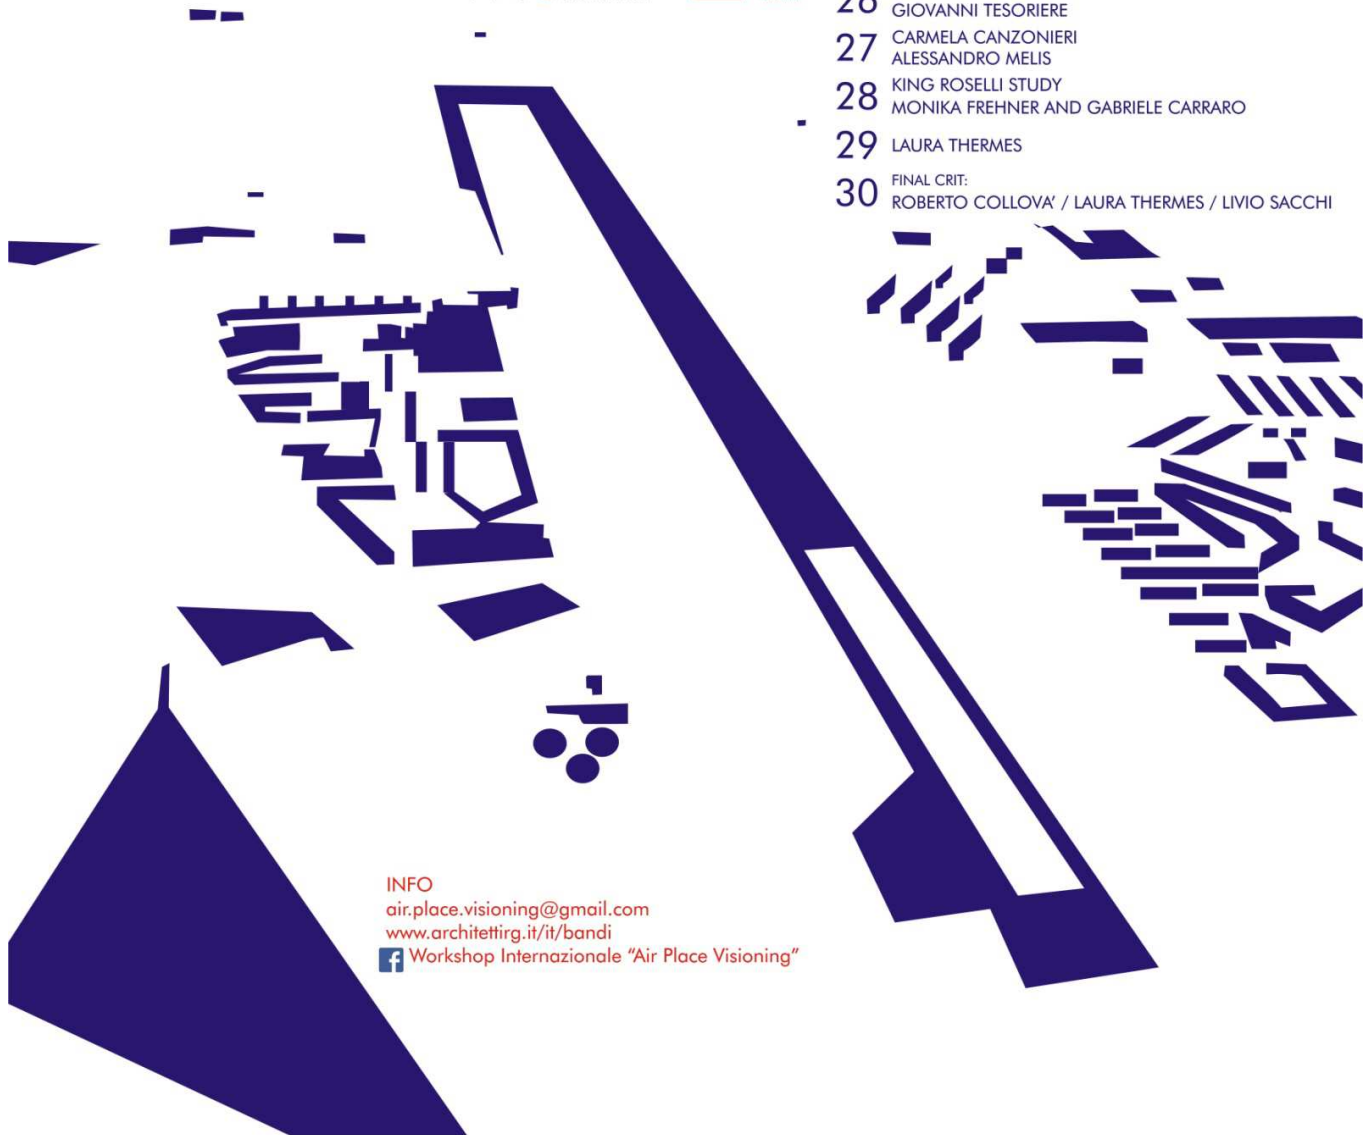 26
GIOVANNI TESORIERE
27 CARMELA CANZONIERI
ALESSANDRO MELIS
28 KING ROSELLI STUDY
MONIKA FREHNER AND GABRIELE CARRARO
29 LAURA THERMES
30 FINAL CRIT:
ROBERTO COLLOVA' / LAURA THERMES / LIVIO SACCHI
INFO
air.place.visioning@gmail.com
www.architettirg.it/it/bandi
f Workshop Internazionale “Air Place Visioning”